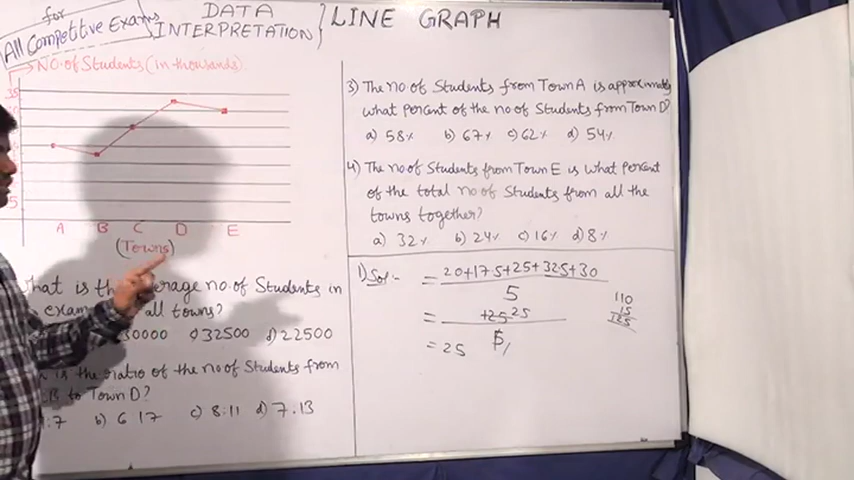 for
All Competitive Exams
DATA
INTERPRETATION
LINE GRAPH
NO. of Students (in thousands).
35
5
A B C D E
(Towns)
hat is the average no. of Students in
exam all towns?
30000 c) 32500 d) 22500
is the ratio of the no of Students from
B to Town D?
:7 b) 6 17 c) 8:11 d) 7.13
3) The no of Students from Town A is approximately
what percent of the no of Students from Town D?
a) 58% b) 67% c) 62% d) 54%
4) The no of Students from Town E is what percent
of the total no of Students from all the
towns together?
a) 32% b) 24% c) 16% d) 8%
1) Sol:- = 20+17.5+25+32.5+30
5
= 25
5
= 25
110
15
125